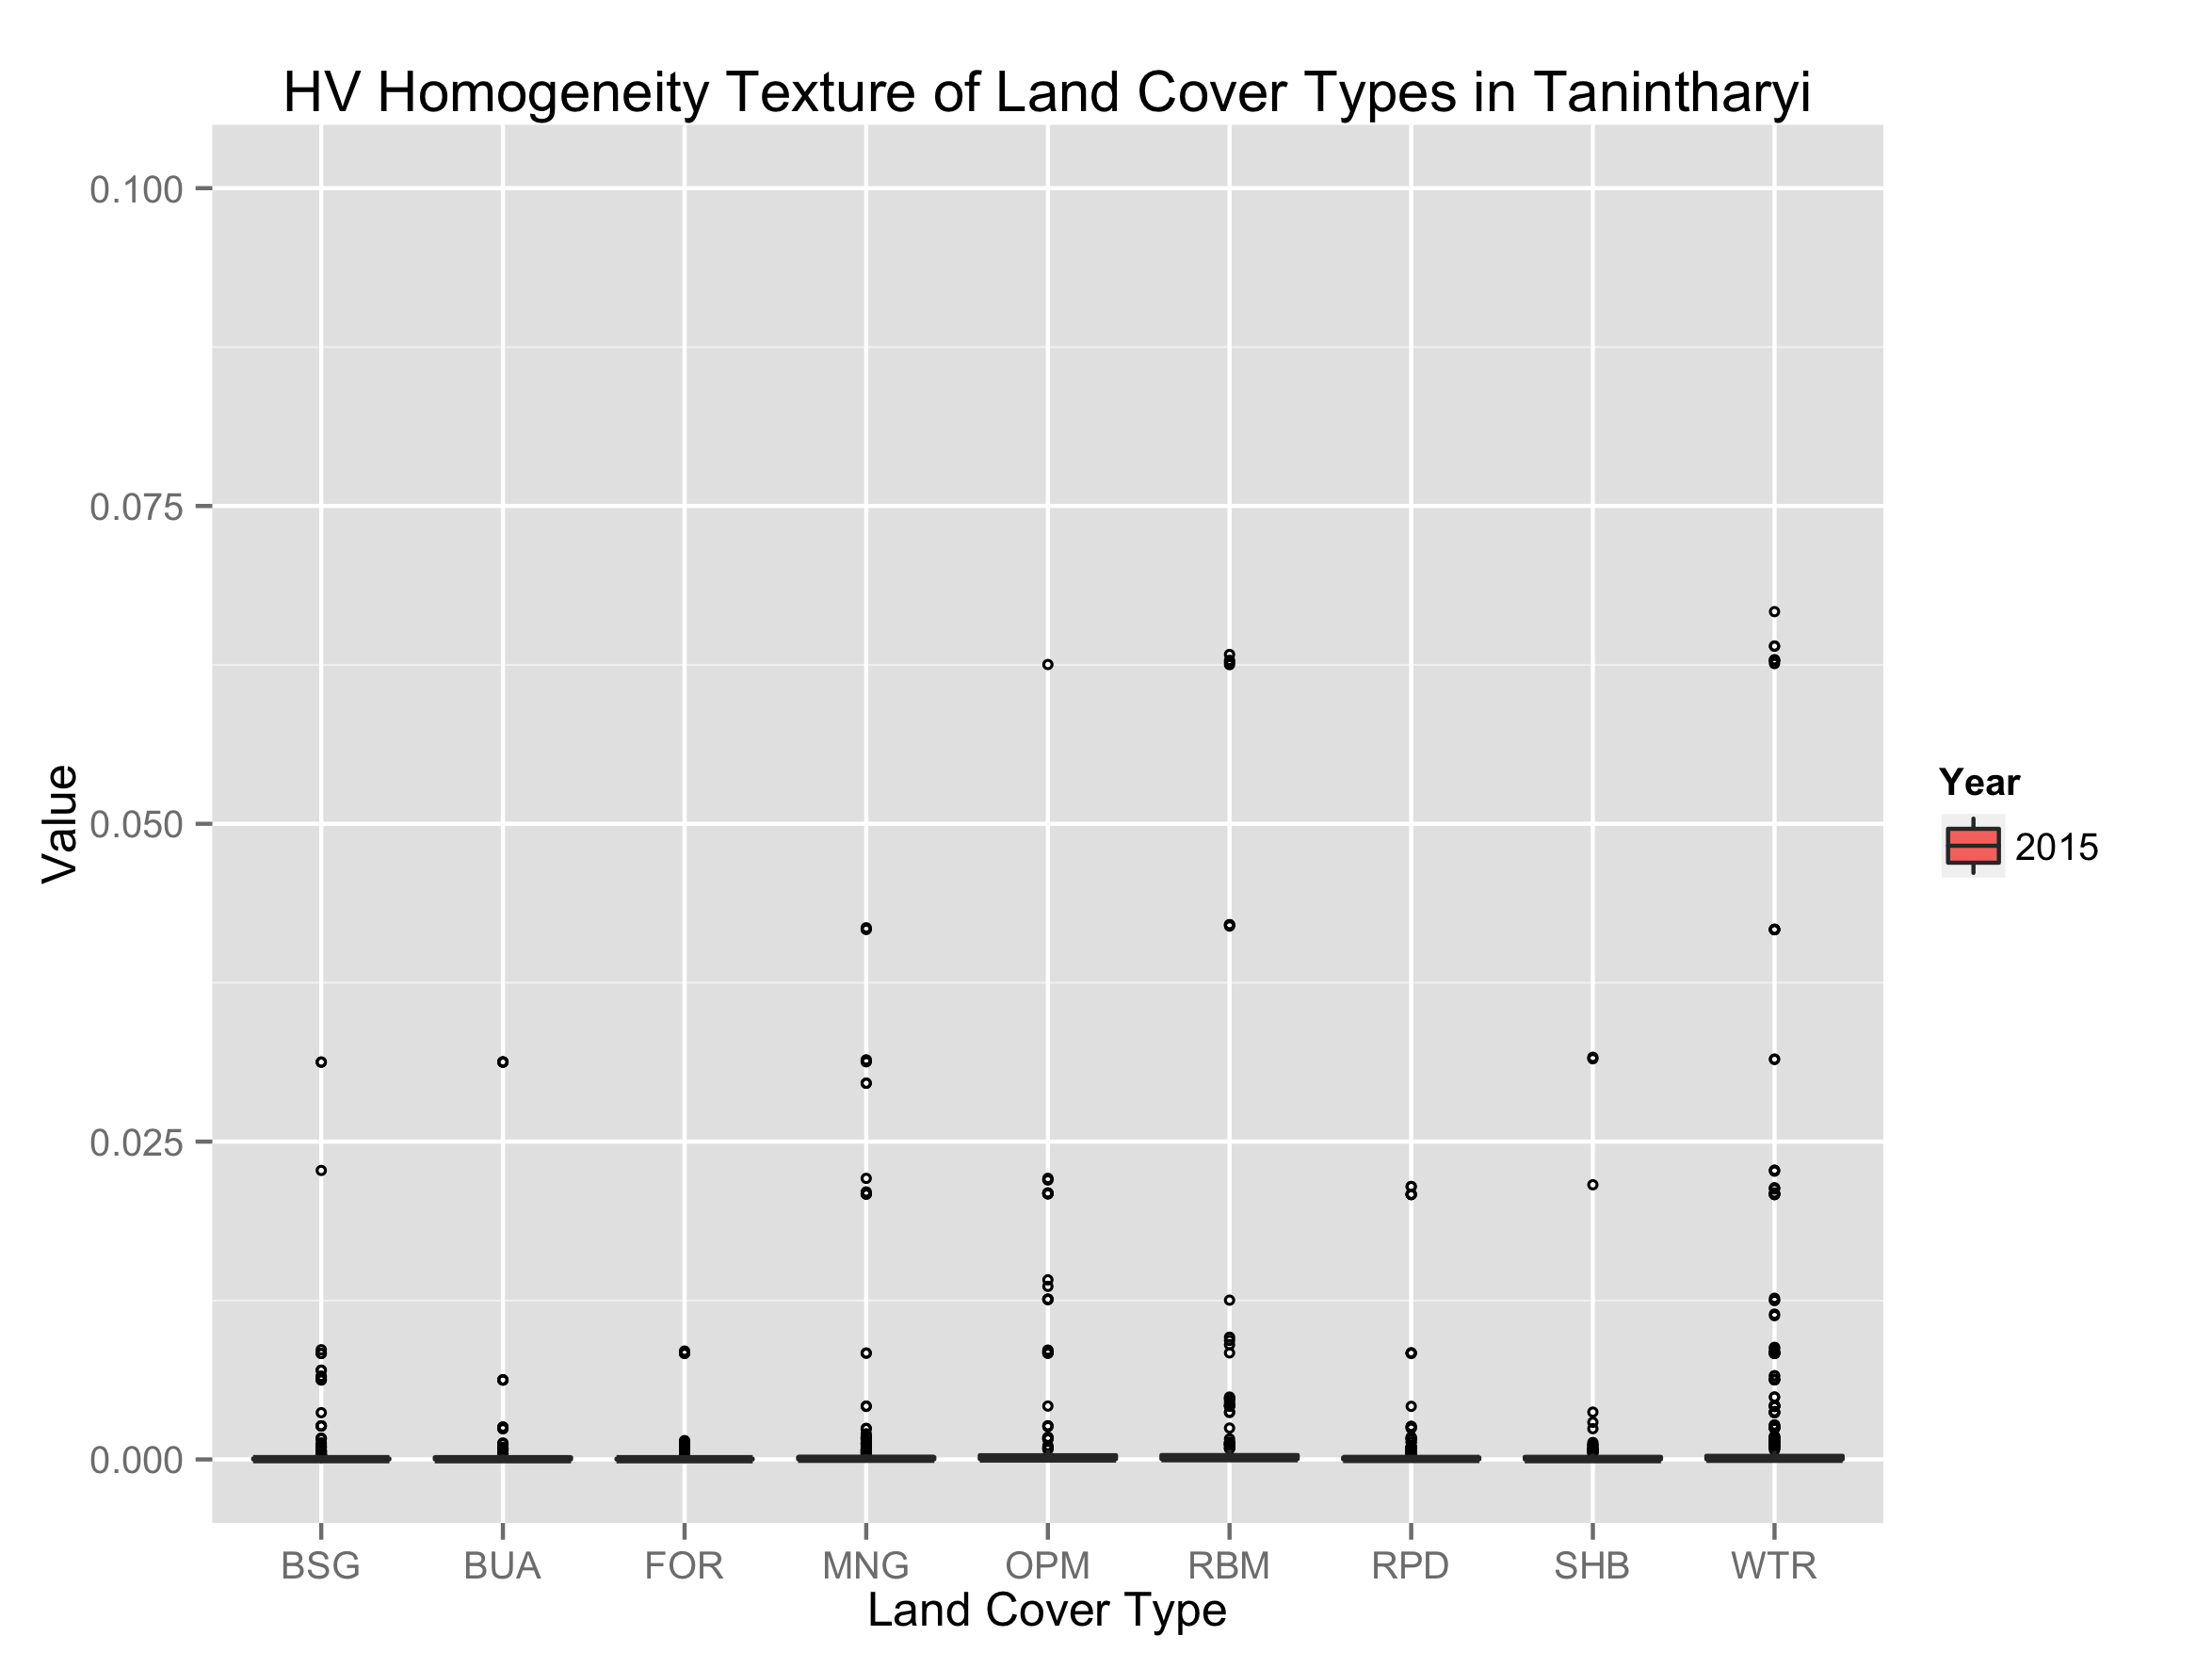 HV Homogeneity Texture of Land Cover Types in Tanintharyi
0.100
0.075
0.050
0.025
0.000
Value
BSG BUA FOR MNG OPM RBM RPD SHB WTR
Land Cover Type
Year
2015